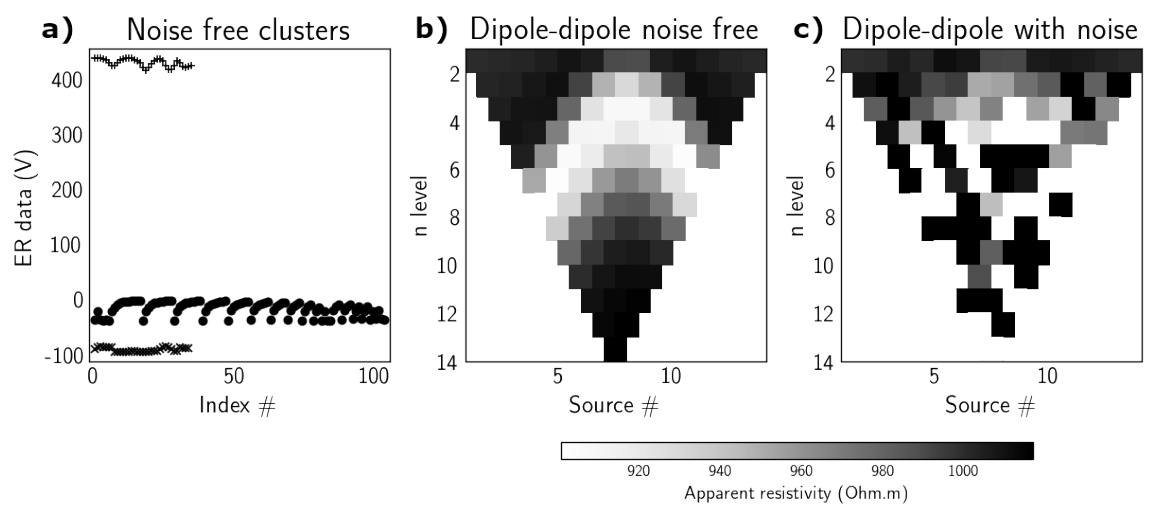 a) Noise free clusters
b) Dipole-dipole noise free
c) Dipole-dipole with noise
ER data (V)
400
300
200
100
0
-100
0 50 100
Index #
n level
2
4
6
8
10
12
14
5 10
Source #
n level
2
4
6
8
10
12
14
5 10
Source #
920 940 960 980 1000
Apparent resistivity (Ohm.m)